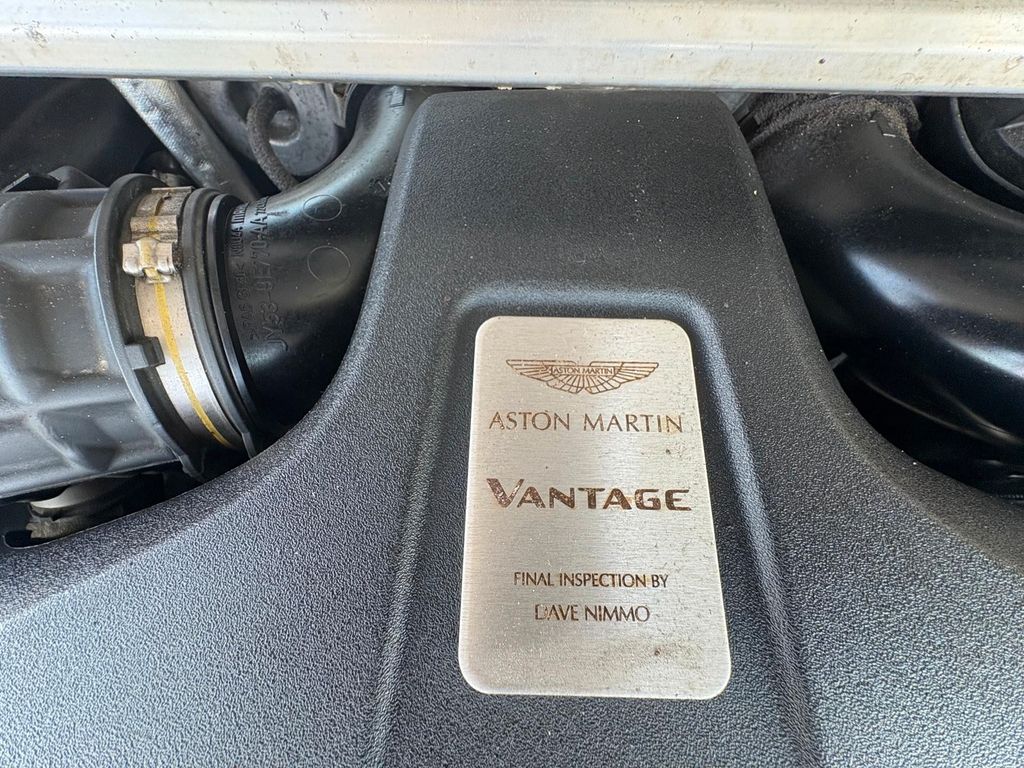 ASTON MARTIN
ASTON MARTIN
VANTAGE
FINAL INSPECTION BY
DAVE NIMMO